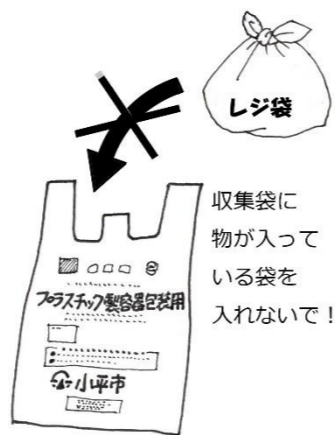 レジ袋
収集袋に
物が入って
いる袋を
入れないで！
プラスチック製容器包装用
小平市